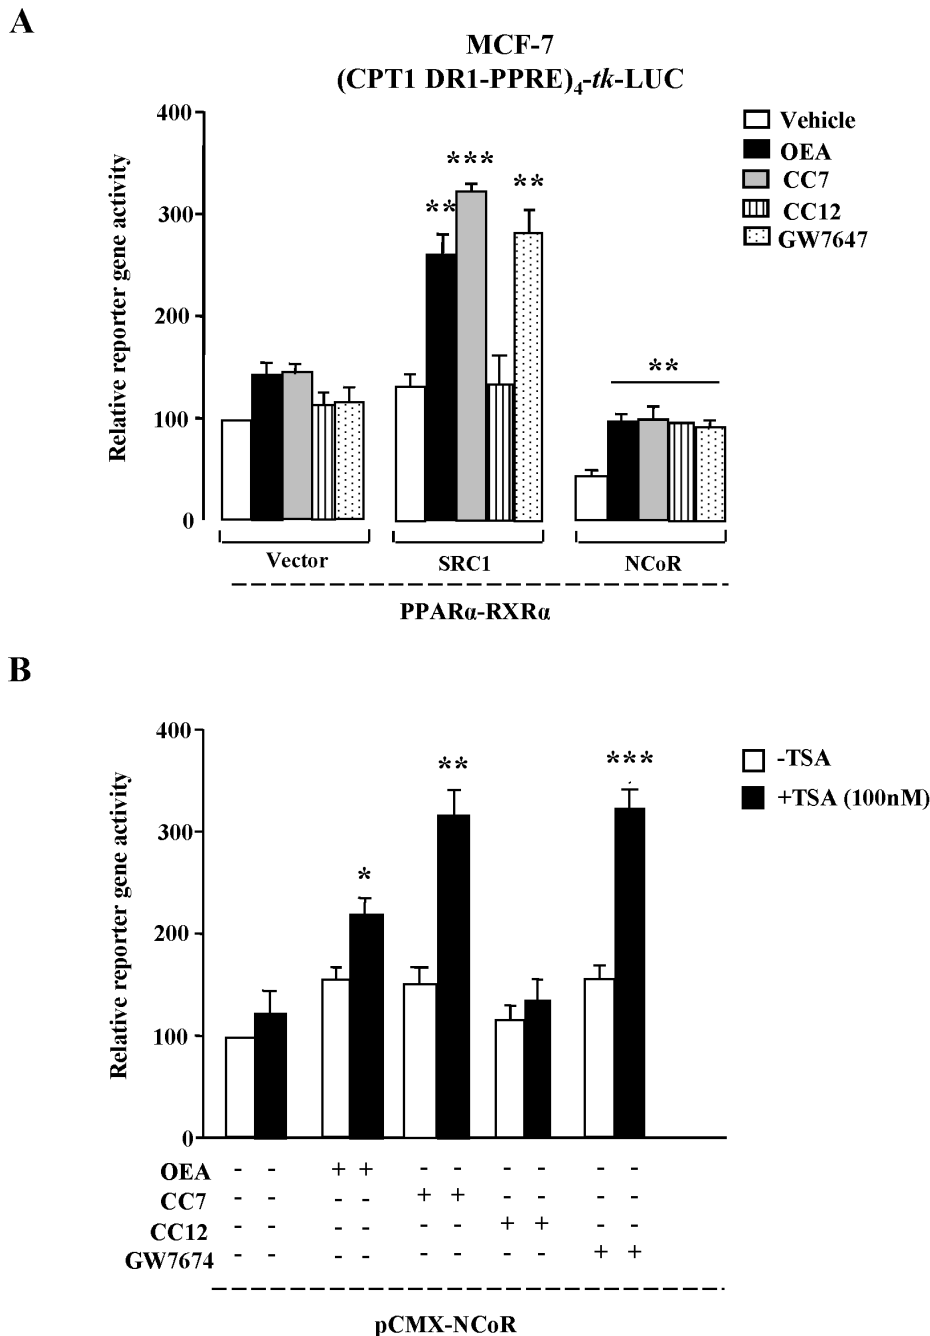 A
MCF-7
(CPT1 DR1-PPRE)4-tk-LUC
Relative reporter gene activity
400
300
200
100
0
Vehicle
OEA
CC7
CC12
GW7647
**
***
**
**
Vector
SRC1
NCoR
PPARα-RXRα
B
Relative reporter gene activity
400
300
200
100
0
-TSA
+TSA (100nM)
*
**
***
OEA - - + + - - - - - -
CC7 - - - - + + - - - -
CC12 - - - - - - + + - -
GW7674 - - - - - - - - + +
pCMX-NCoR